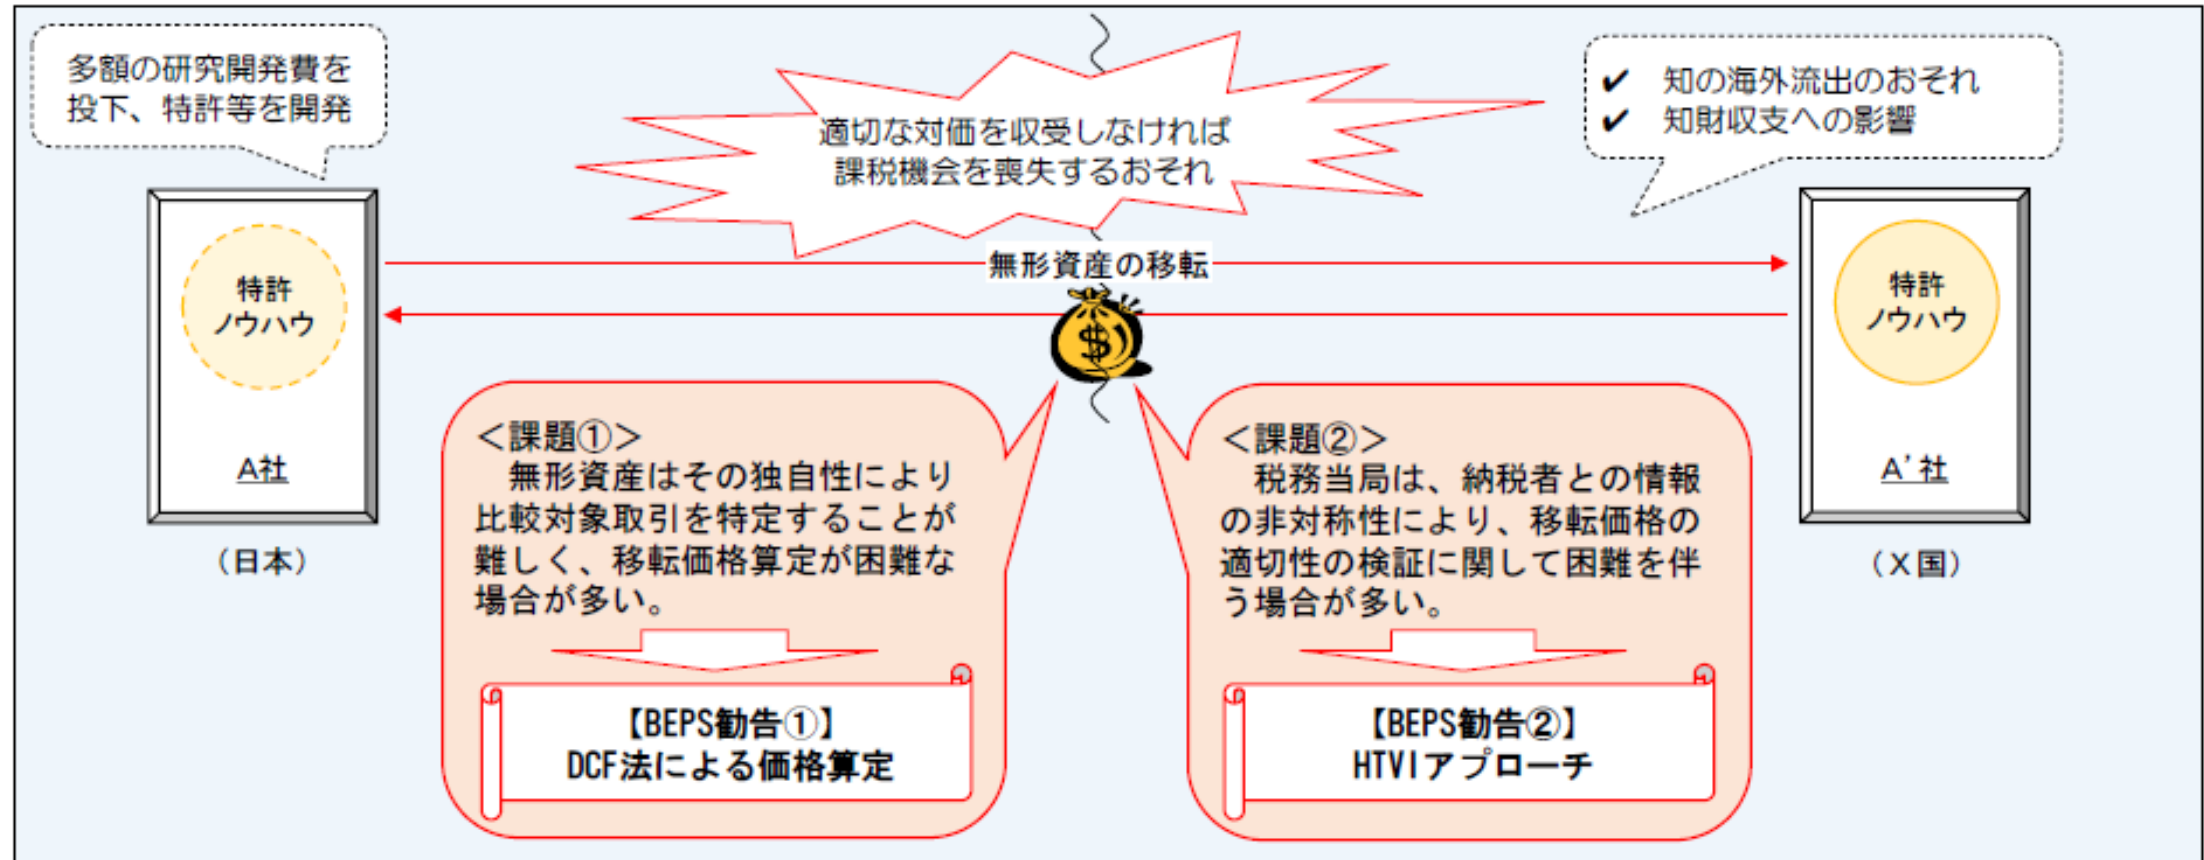 多額の研究開発費を
投下、特許等を開発
適切な対価を収受しなければ
課税機会を喪失するおそれ
✔ 知の海外流出のおそれ
✔ 知財収支への影響
無形資産の移転
特許
ノウハウ
A社
(日本)
$
特許
ノウハウ
A'社
(X国)
<課題①>
無形資産はその独自性により
比較対象取引を特定することが
難しく、移転価格算定が困難な
場合が多い。
【BEPS勧告①】
DCF法による価格算定
<課題②>
税務当局は、納税者との情報
の非対称性により、移転価格の
適切性の検証に関して困難を伴
う場合が多い。
【BEPS勧告②】
HTVIアプローチ